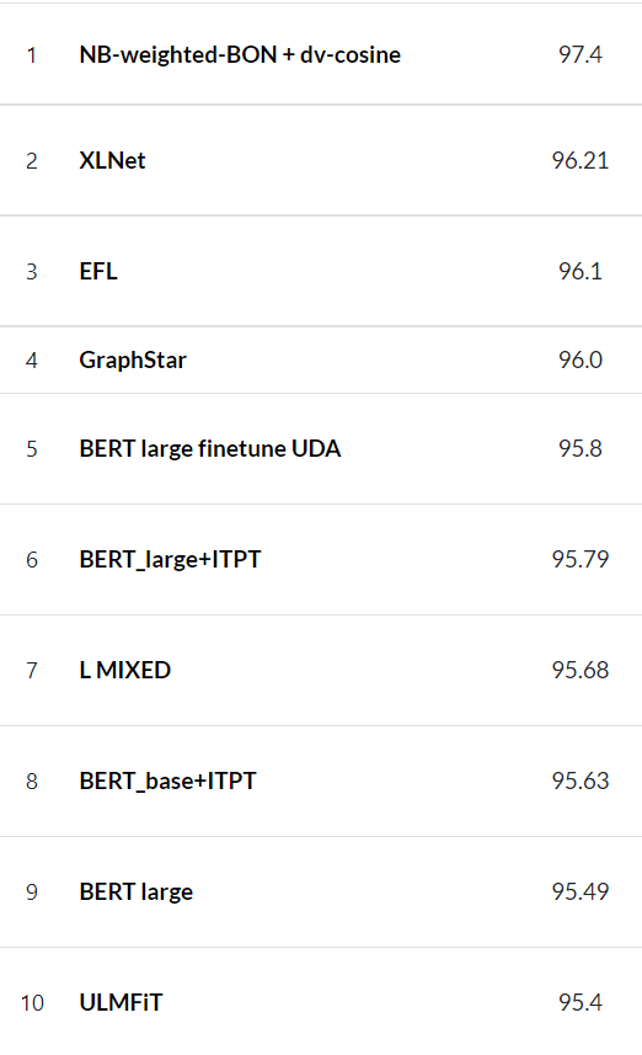 1 NB-weighted-BON + dv-cosine 97.4
2 XLNet 96.21
3 EFL 96.1
4 GraphStar 96.0
5 BERT large finetune UDA 95.8
6 BERT_large+ITPT 95.79
7 L MIXED 95.68
8 BERT_base+ITPT 95.63
9 BERT large 95.49
10 ULMFiT 95.4